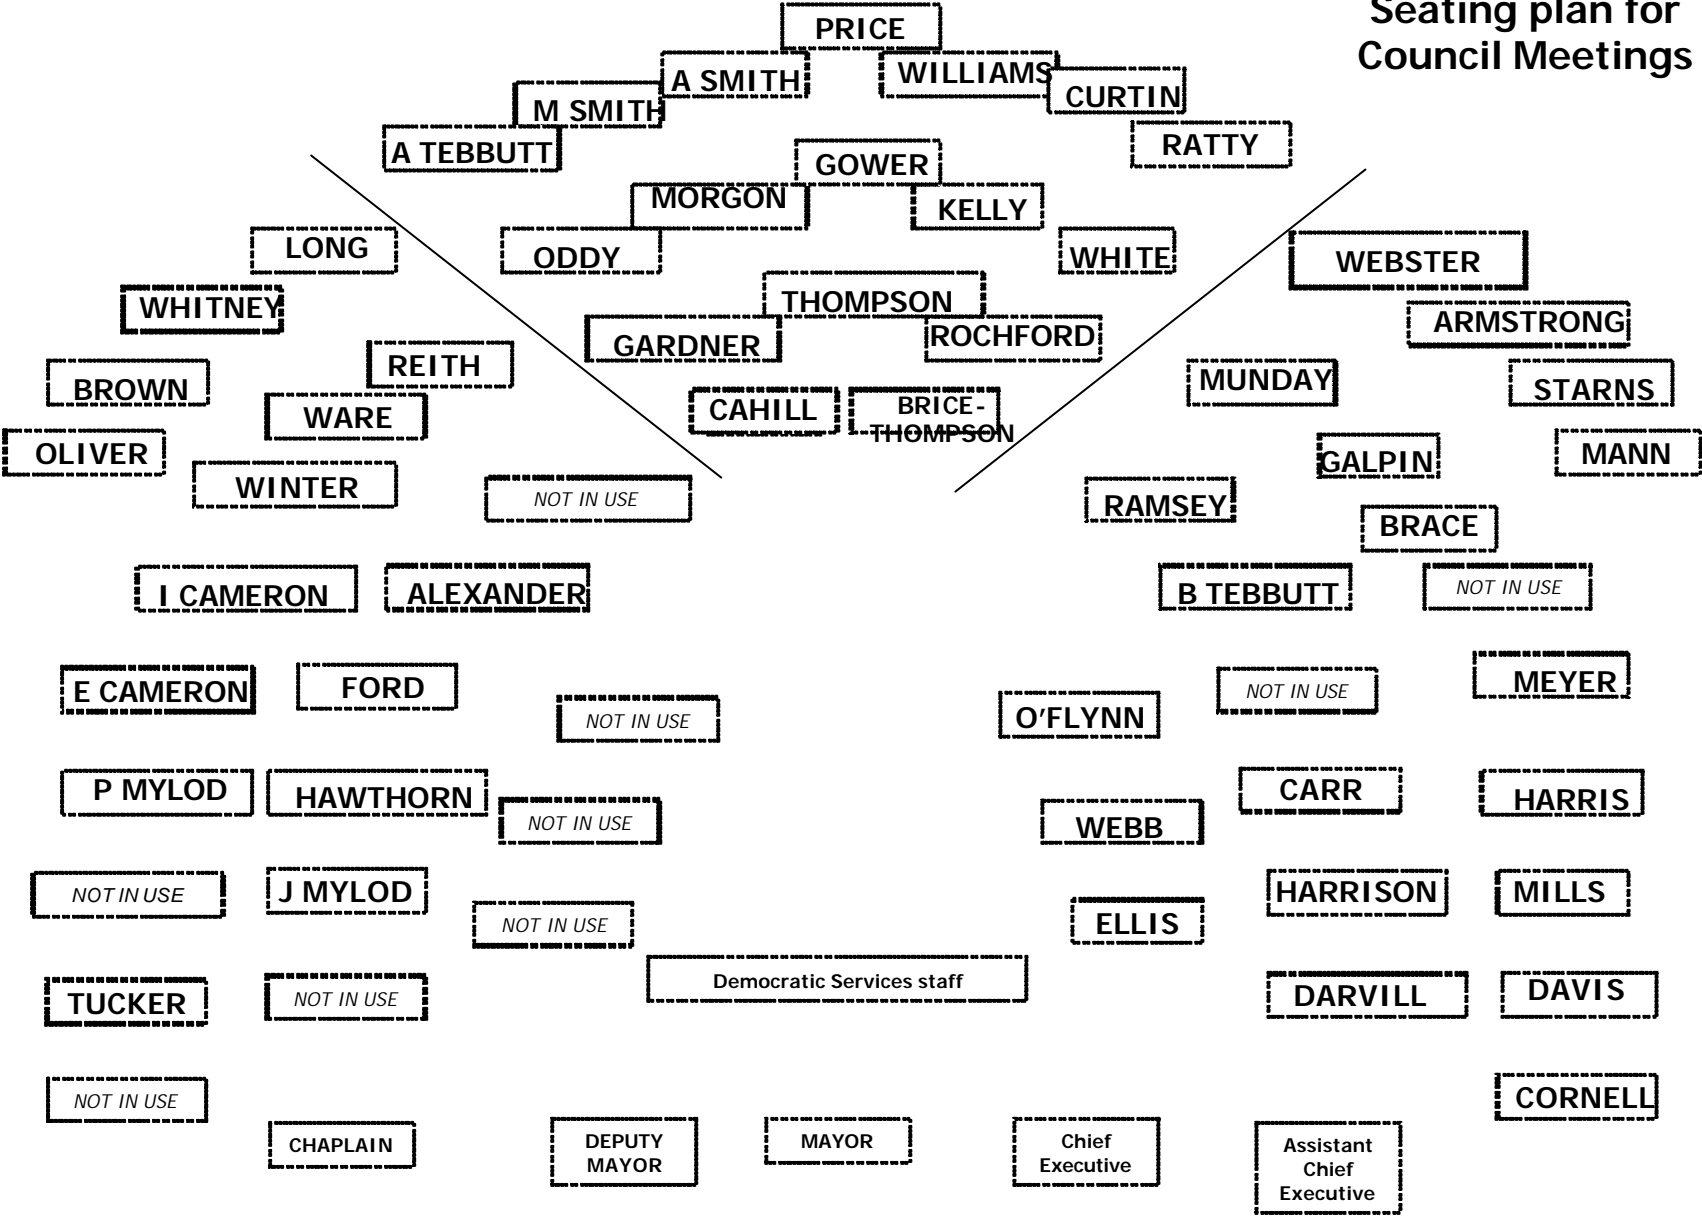 Seating plan for
Council Meetings
PRICE
A SMITH
WILLIAMS
M SMITH
CURTIN
A TEBBUTT
RATTY
GOWER
MORGON
KELLY
LONG
ODDY
WHITE
WEBSTER
WHITNEY
THOMPSON
ARMSTRONG
GARDNER
ROCHFORD
REITH
MUNDAY
BROWN
STARNS
WARE
CAHILL
BRICE-
THOMPSON
OLIVER
GALPIN
MANN
WINTER
NOT IN USE
RAMSEY
BRACE
I CAMERON
ALEXANDER
B TEBBUTT
NOT IN USE
E CAMERON
FORD
NOT IN USE
O'FLYNN
NOT IN USE
MEYER
P MYLOD
HAWTHORN
NOT IN USE
WEBB
CARR
HARRIS
NOT IN USE
J MYLOD
NOT IN USE
ELLIS
HARRISON
MILLS
Democratic Services staff
TUCKER
NOT IN USE
DARVILL
DAVIS
NOT IN USE
CORNELL
CHAPLAIN
DEPUTY
MAYOR
MAYOR
Chief
Executive
Assistant
Chief
Executive